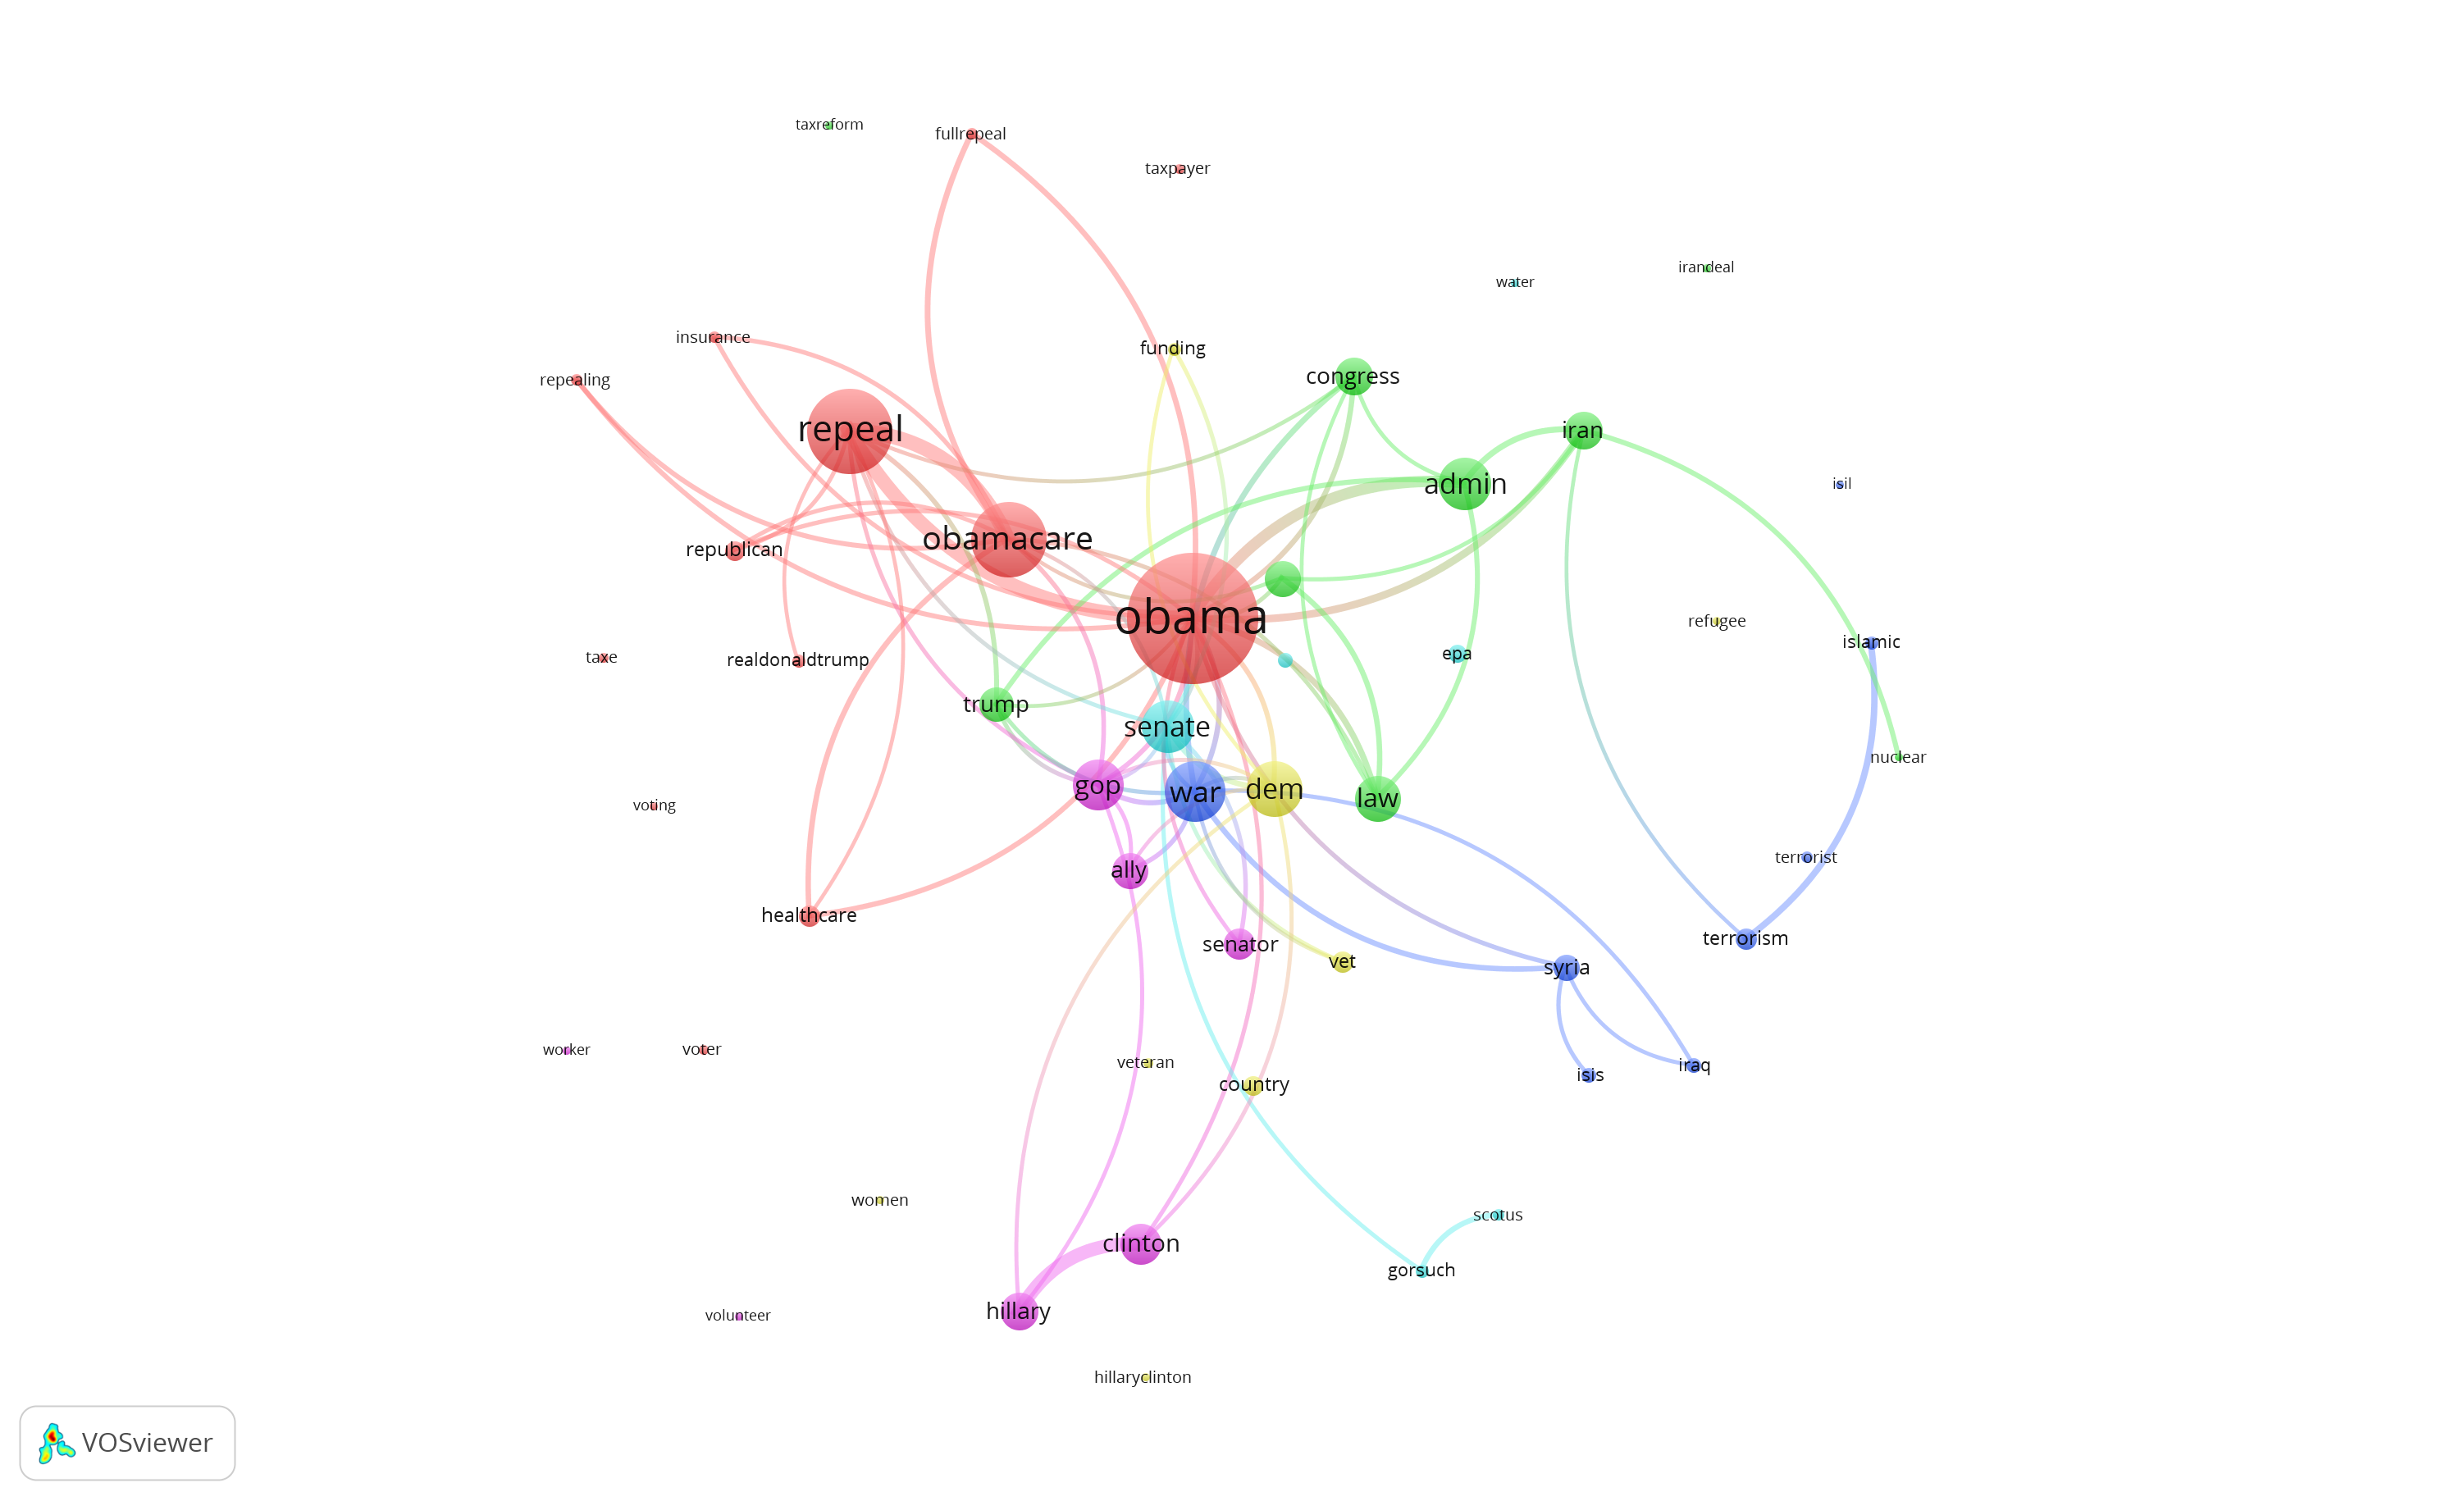 taxreform
fullrepeal
taxpayer
irandeal
water
insurance
funding
repealing
congress
repeal
iran
admin
isil
obamacare
republican
obama
refugee
islamic
epa
taxe
realdonaldtrump
trump
senate
nuclear
gop
war
dem
law
voting
terrorist
ally
healthcare
senator
terrorism
vet
syria
worker
voter
veteran
country
isis
iraq
women
scotus
clinton
gorsuch
hillary
volunteer
hillaryclinton
VOSviewer